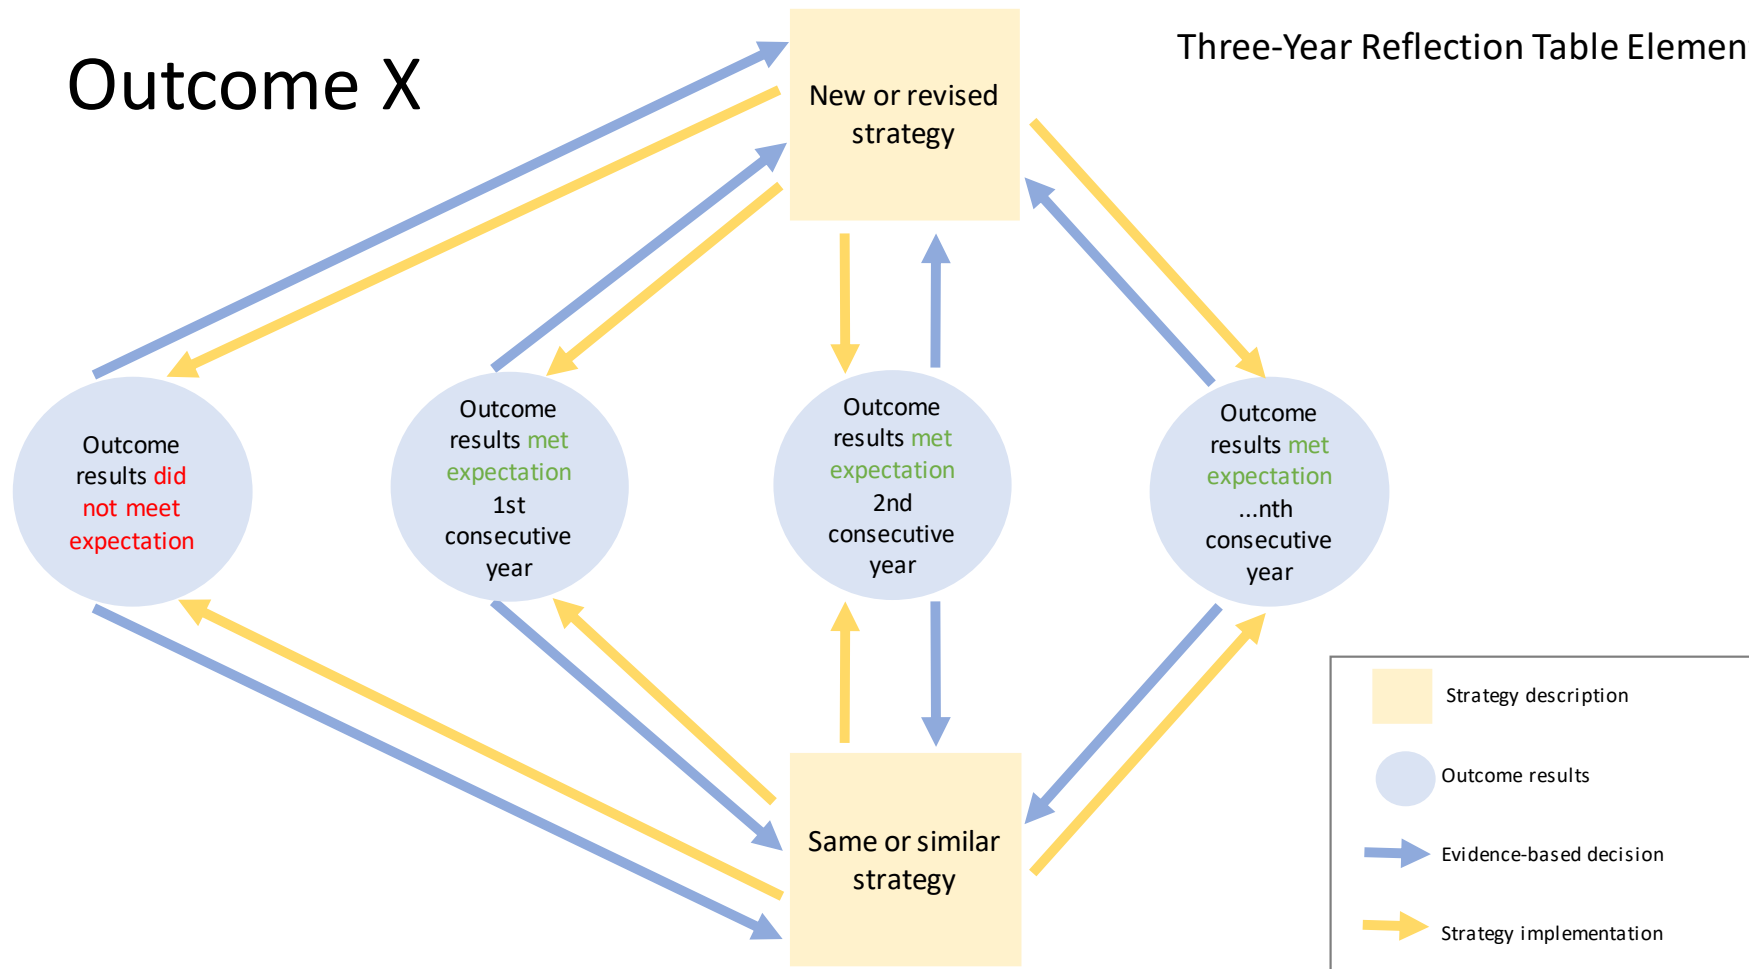 Outcome X
Three-Year Reflection Table Elemen
New or revised
strategy
Outcome
results did
not meet
expectation
Outcome
results met
expectation
1st
consecutive
year
Outcome
results met
expectation
2nd
consecutive
year
Outcome
results met
expectation
...nth
consecutive
year
Same or similar
strategy
Strategy description
Outcome results
Evidence-based decision
Strategy implementation